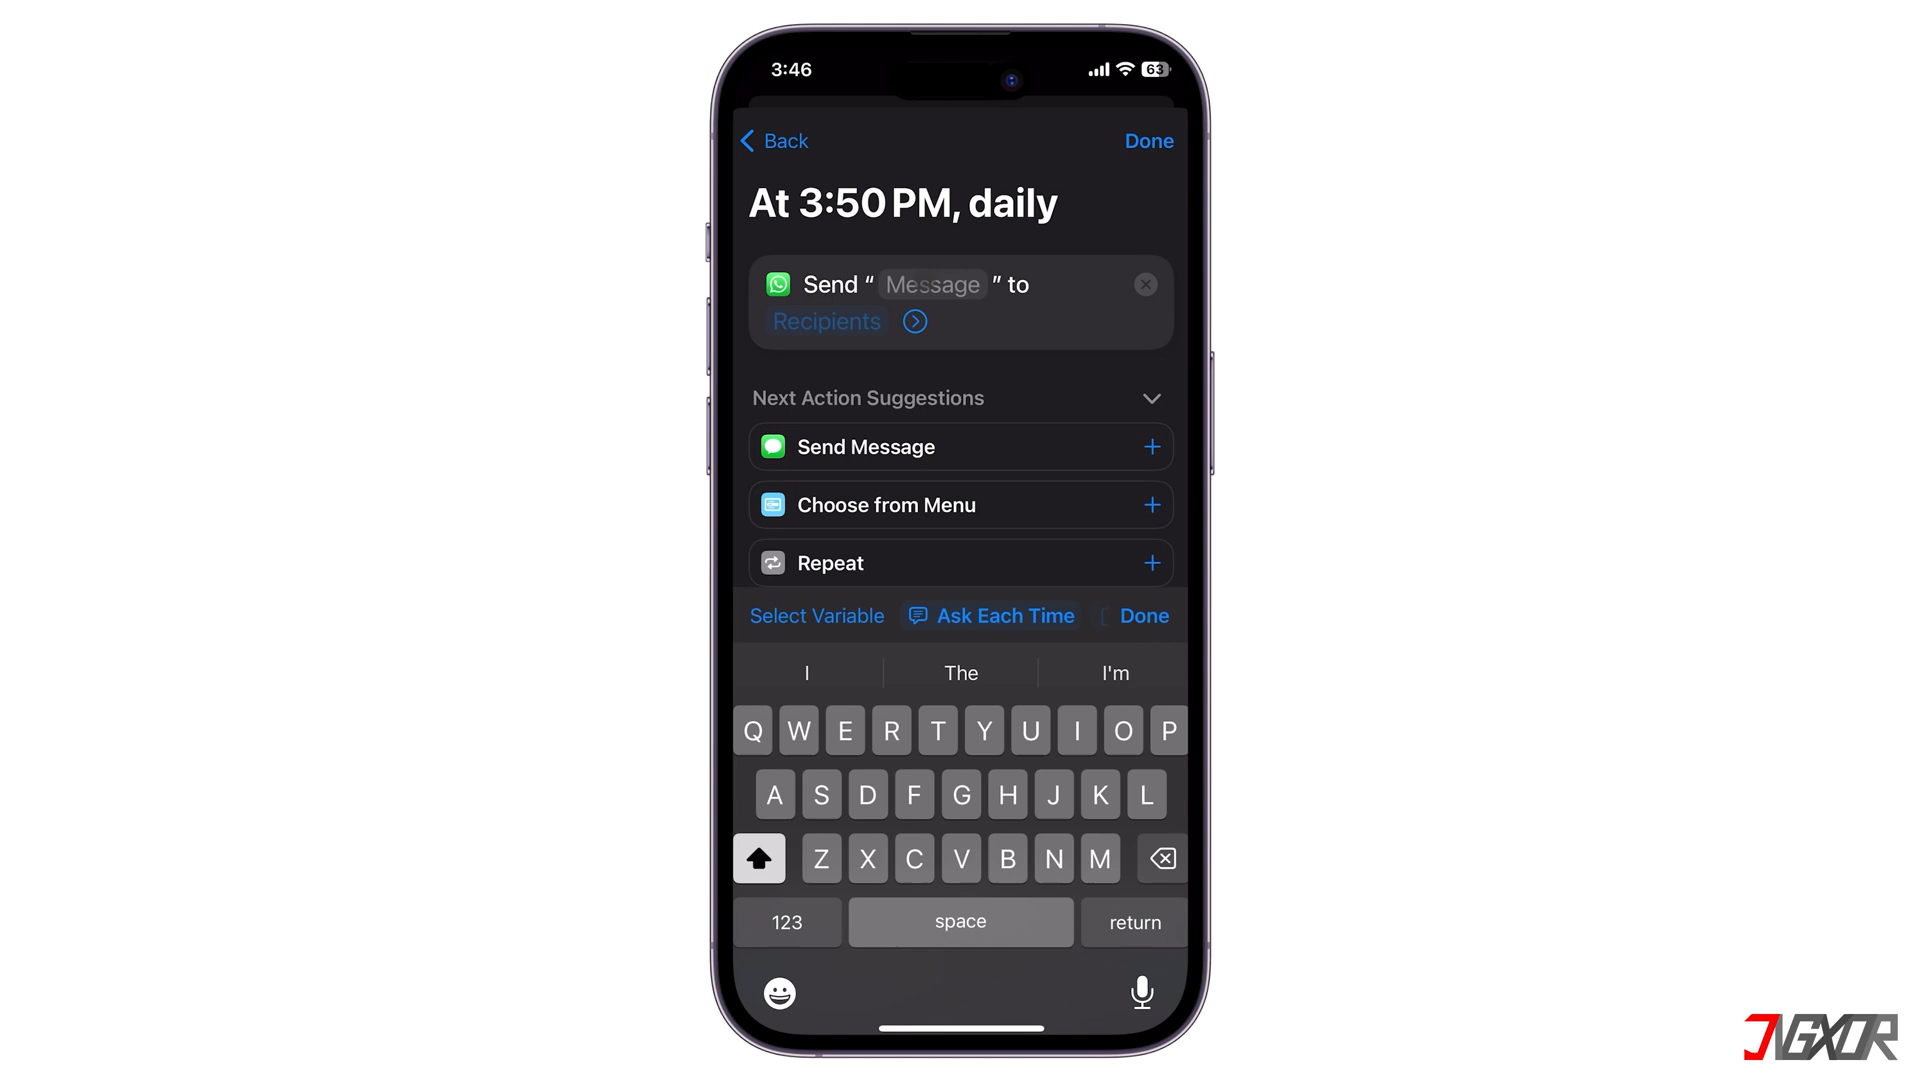 3:46
63
Back
Done
At 3:50 PM, daily
Send “ Message ” to
Recipients
Next Action Suggestions
Send Message
Choose from Menu
Repeat
Select Variable
Ask Each Time
Done
I
The
I'm
Q W E R T Y U I O P
A S D F G H J K L
Z X C V B N M
123
space
return
JVGXOR